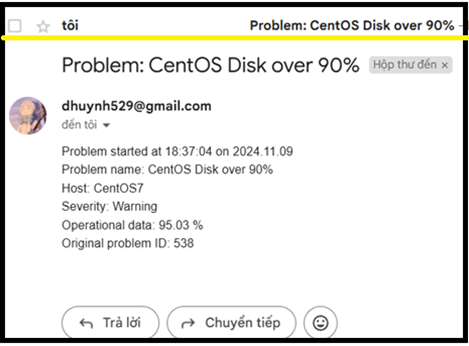 tôi Problem: CentOS Disk over 90%
Problem: CentOS Disk over 90% Hộp thư đến ×
dhuynh529@gmail.com
đến tôi
Problem started at 18:37:04 on 2024.11.09
Problem name: CentOS Disk over 90%
Host: CentOS7
Severity: Warning
Operational data: 95.03 %
Original problem ID: 538
Trả lời Chuyển tiếp